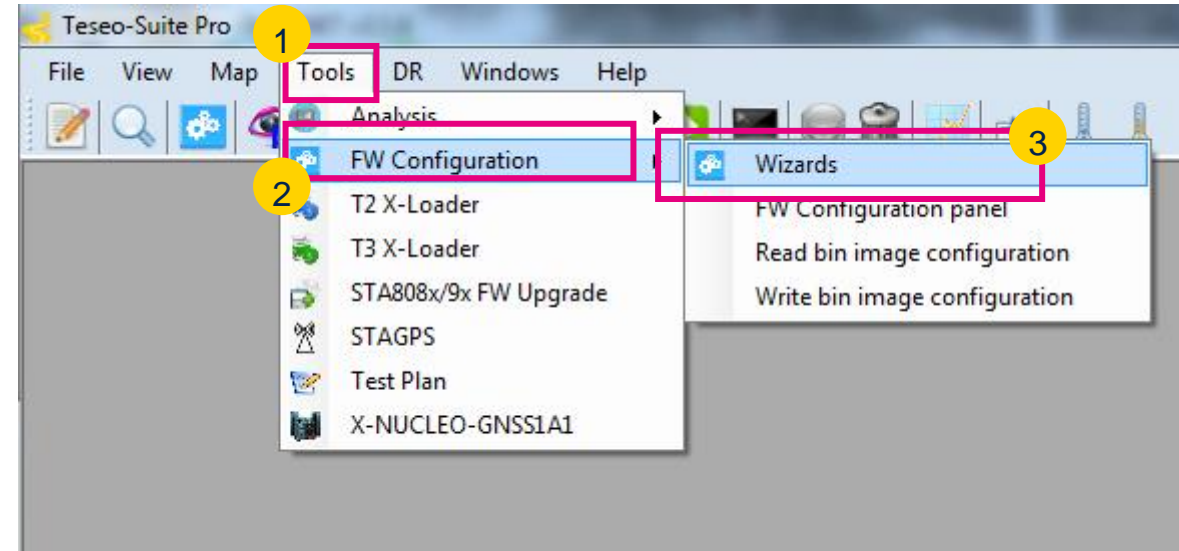 Teseo-Suite Pro
1
File View Map Tools DR Windows Help
Analysis
3
FW Configuration
Wizards
2
T2 X-Loader
FW Configuration panel
T3 X-Loader
Read bin image configuration
STA808x/9x FW Upgrade
Write bin image configuration
STAGPS
Test Plan
X-NUCLEO-GNSS1A1